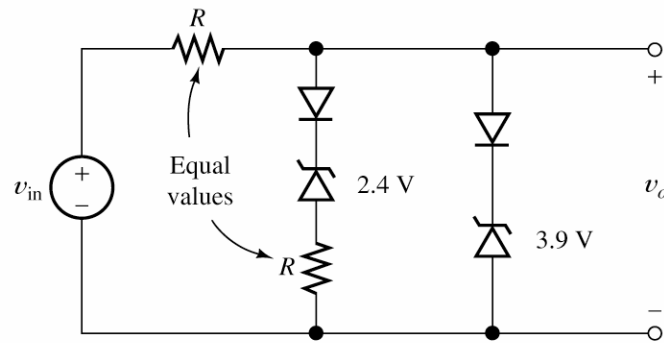 R
+
Equal
values
2.4 V
v_in
+
−
v_o
3.9 V
R
−